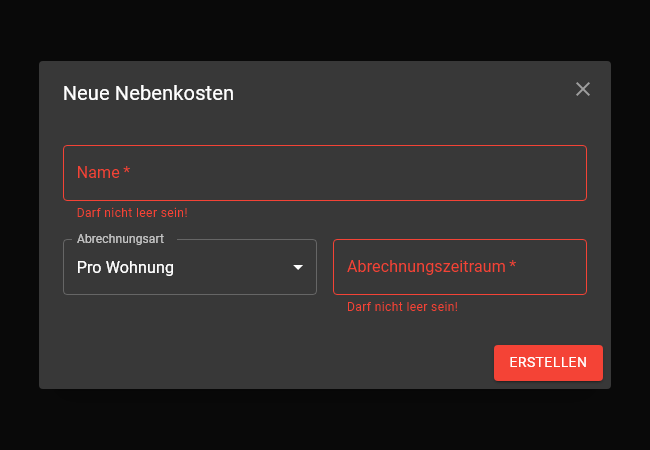 Neue Nebenkosten
Name *
Darf nicht leer sein!
Abrechnungsart
Pro Wohnung
Abrechnungszeitraum *
Darf nicht leer sein!
ERSTELLEN